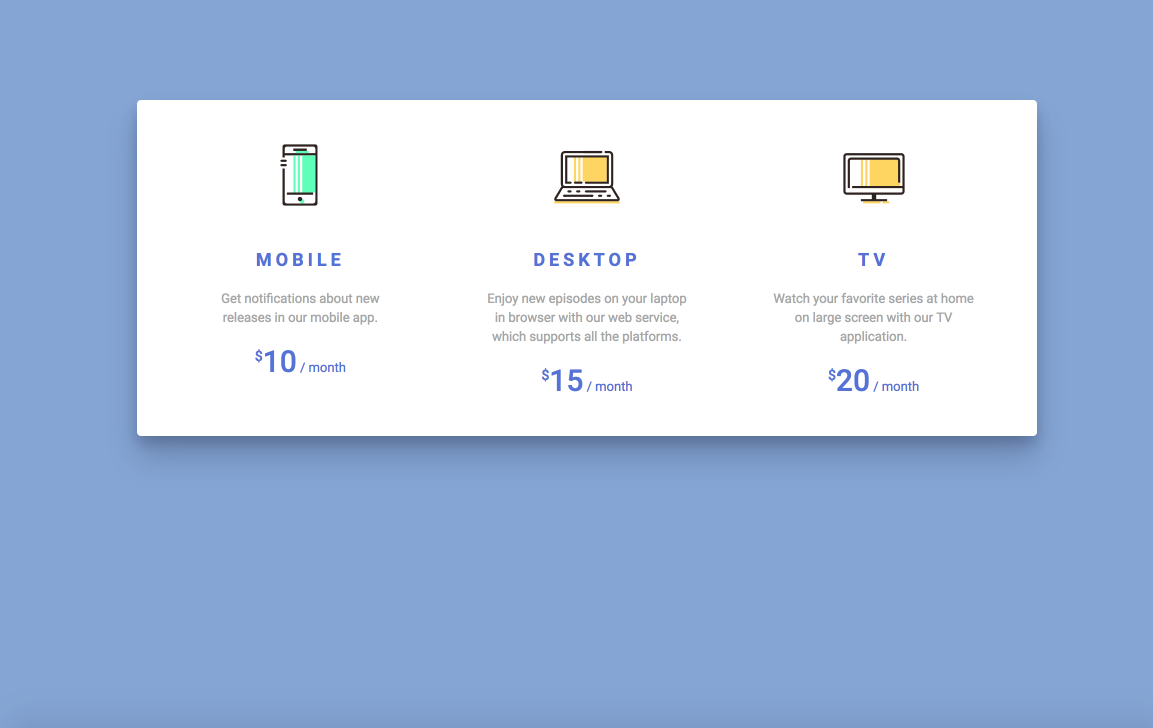 MOBILE
Get notifications about new
releases in our mobile app.
$10 / month
DESKTOP
Enjoy new episodes on your laptop
in browser with our web service,
which supports all the platforms.
$15 / month
TV
Watch your favorite series at home
on large screen with our TV
application.
$20 / month